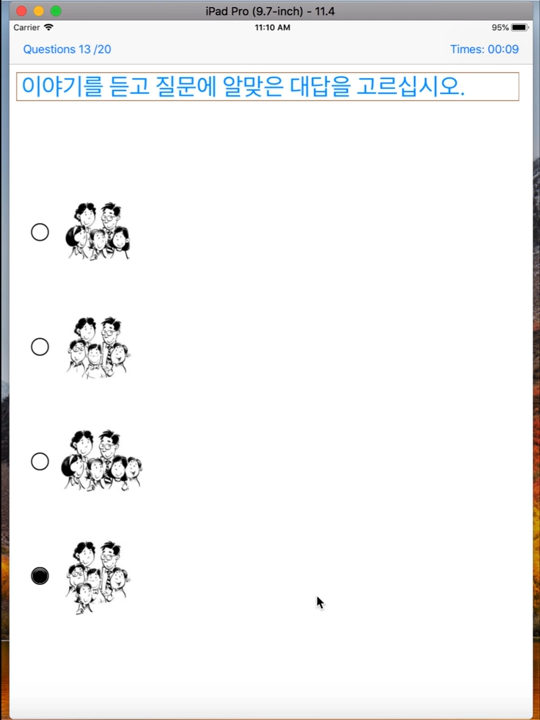 iPad Pro (9.7-inch) - 11.4
Carrier 11:10 AM 95%
Questions 13 /20 Times: 00:09
이야기를 듣고 질문에 알맞은 대답을 고르십시오.